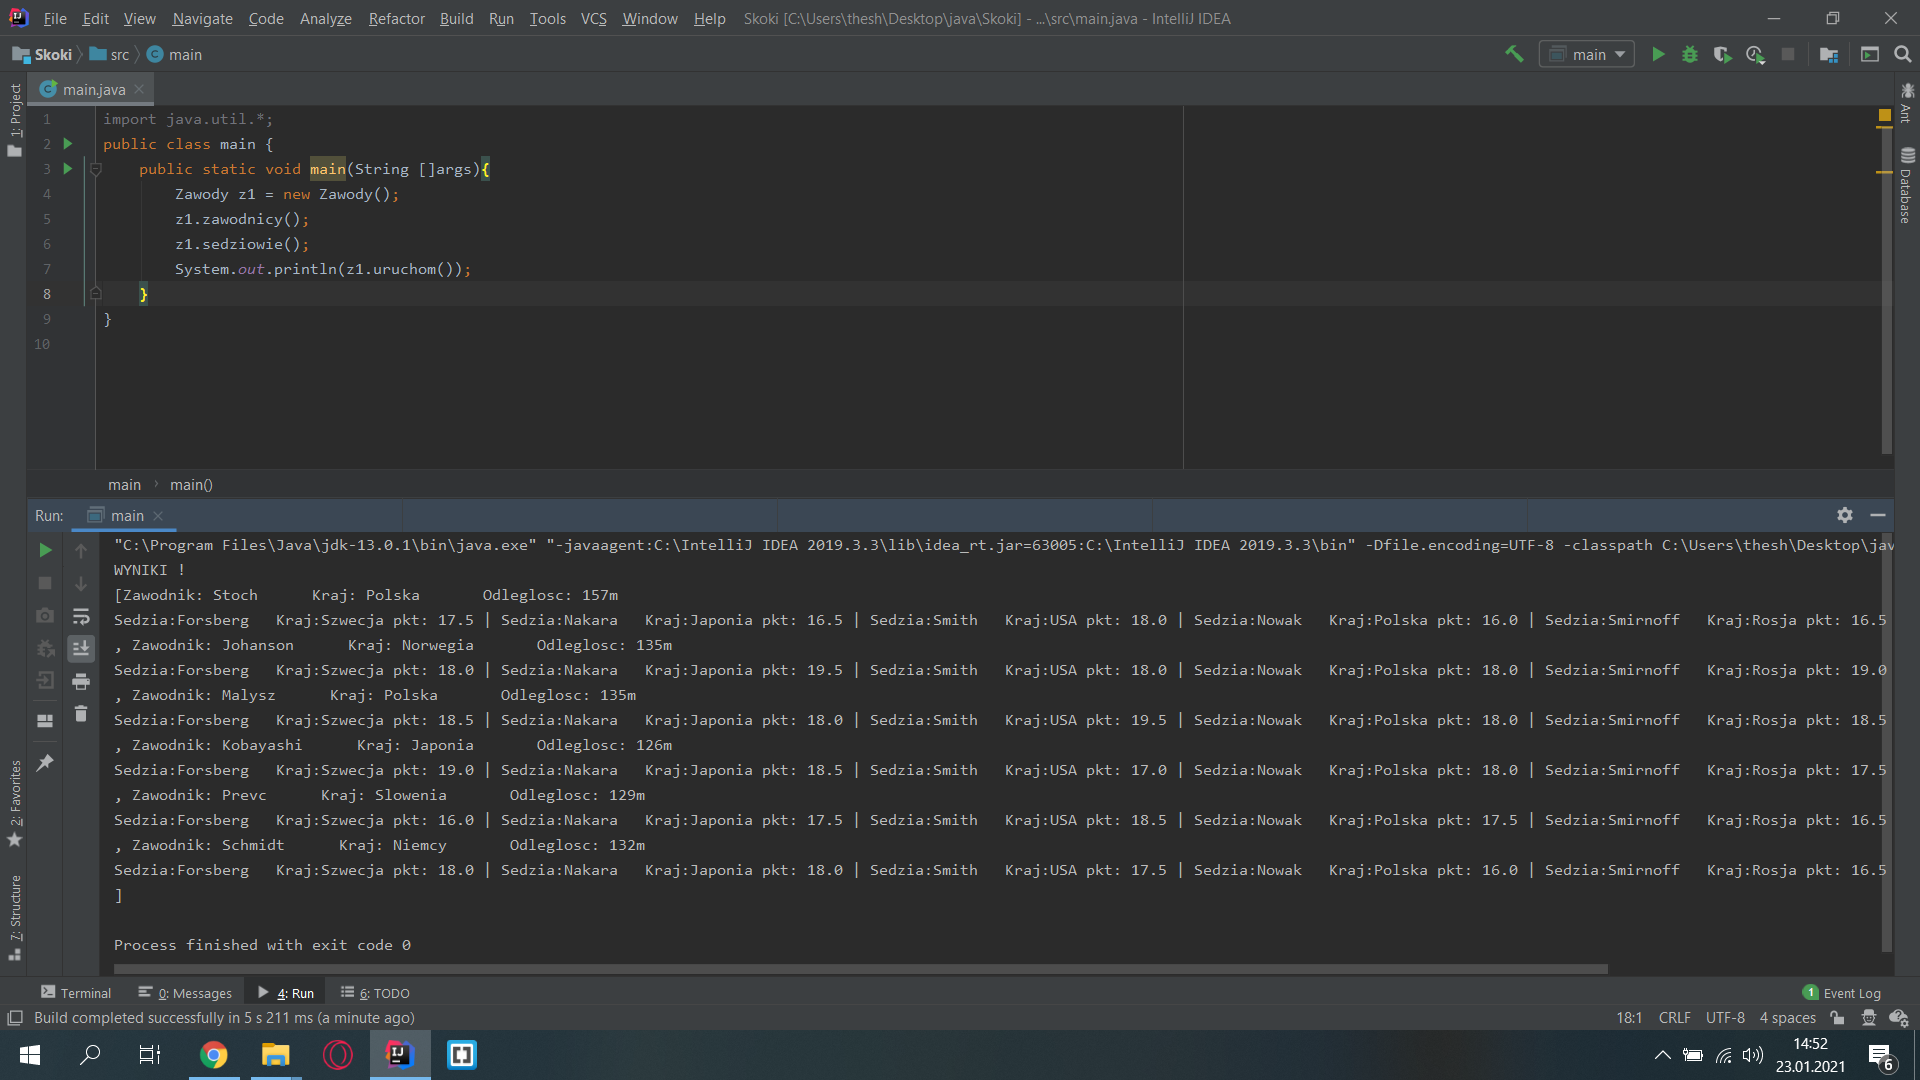 File Edit View Navigate Code Analyze Refactor Build Run Tools VCS Window Help Skoki [C:\Users\thesh\Desktop\java\Skoki] - ...\src\main.java - IntelliJ IDEA
Skoki src main
main
main.java
1: Project
Ant
Database
1 import java.util.*;
2 public class main {
3 public static void main(String []args){
4 Zawody z1 = new Zawody();
5 z1.zawodnicy();
6 z1.sedziowie();
7 System.out.println(z1.uruchom());
8 }
9 }
10
main main()
Run: main
"C:\Program Files\Java\jdk-13.0.1\bin\java.exe" "-javaagent:C:\IntelliJ IDEA 2019.3.3\lib\idea_rt.jar=63005:C:\IntelliJ IDEA 2019.3.3\bin" -Dfile.encoding=UTF-8 -classpath C:\Users\thesh\Desktop\jav
WYNIKI !
[Zawodnik: Stoch Kraj: Polska Odleglosc: 157m
Sedzia:Forsberg Kraj:Szwecja pkt: 17.5 | Sedzia:Nakara Kraj:Japonia pkt: 16.5 | Sedzia:Smith Kraj:USA pkt: 18.0 | Sedzia:Nowak Kraj:Polska pkt: 16.0 | Sedzia:Smirnoff Kraj:Rosja pkt: 16.5
, Zawodnik: Johanson Kraj: Norwegia Odleglosc: 135m
Sedzia:Forsberg Kraj:Szwecja pkt: 18.0 | Sedzia:Nakara Kraj:Japonia pkt: 19.5 | Sedzia:Smith Kraj:USA pkt: 18.0 | Sedzia:Nowak Kraj:Polska pkt: 18.0 | Sedzia:Smirnoff Kraj:Rosja pkt: 19.0
, Zawodnik: Malysz Kraj: Polska Odleglosc: 135m
Sedzia:Forsberg Kraj:Szwecja pkt: 18.5 | Sedzia:Nakara Kraj:Japonia pkt: 18.0 | Sedzia:Smith Kraj:USA pkt: 19.5 | Sedzia:Nowak Kraj:Polska pkt: 18.0 | Sedzia:Smirnoff Kraj:Rosja pkt: 18.5
, Zawodnik: Kobayashi Kraj: Japonia Odleglosc: 126m
Sedzia:Forsberg Kraj:Szwecja pkt: 19.0 | Sedzia:Nakara Kraj:Japonia pkt: 18.5 | Sedzia:Smith Kraj:USA pkt: 17.0 | Sedzia:Nowak Kraj:Polska pkt: 18.0 | Sedzia:Smirnoff Kraj:Rosja pkt: 17.5
, Zawodnik: Prevc Kraj: Slowenia Odleglosc: 129m
Sedzia:Forsberg Kraj:Szwecja pkt: 16.0 | Sedzia:Nakara Kraj:Japonia pkt: 17.5 | Sedzia:Smith Kraj:USA pkt: 18.5 | Sedzia:Nowak Kraj:Polska pkt: 17.5 | Sedzia:Smirnoff Kraj:Rosja pkt: 16.5
, Zawodnik: Schmidt Kraj: Niemcy Odleglosc: 132m
Sedzia:Forsberg Kraj:Szwecja pkt: 18.0 | Sedzia:Nakara Kraj:Japonia pkt: 18.0 | Sedzia:Smith Kraj:USA pkt: 17.5 | Sedzia:Nowak Kraj:Polska pkt: 16.0 | Sedzia:Smirnoff Kraj:Rosja pkt: 16.5
]
Process finished with exit code 0
2: Favorites
7: Structure
Terminal 0: Messages 4: Run 6: TODO 1 Event Log
Build completed successfully in 5 s 211 ms (a minute ago) 18:1 CRLF UTF-8 4 spaces
14:52
23.01.2021
6